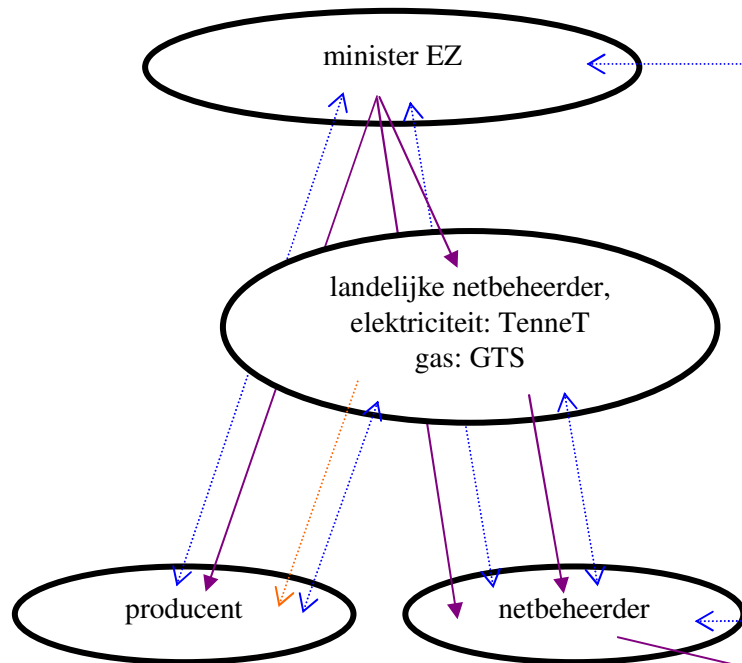 minister EZ
landelijke netbeheerder,
elektriciteit: TenneT
gas: GTS
producent
netbeheerder